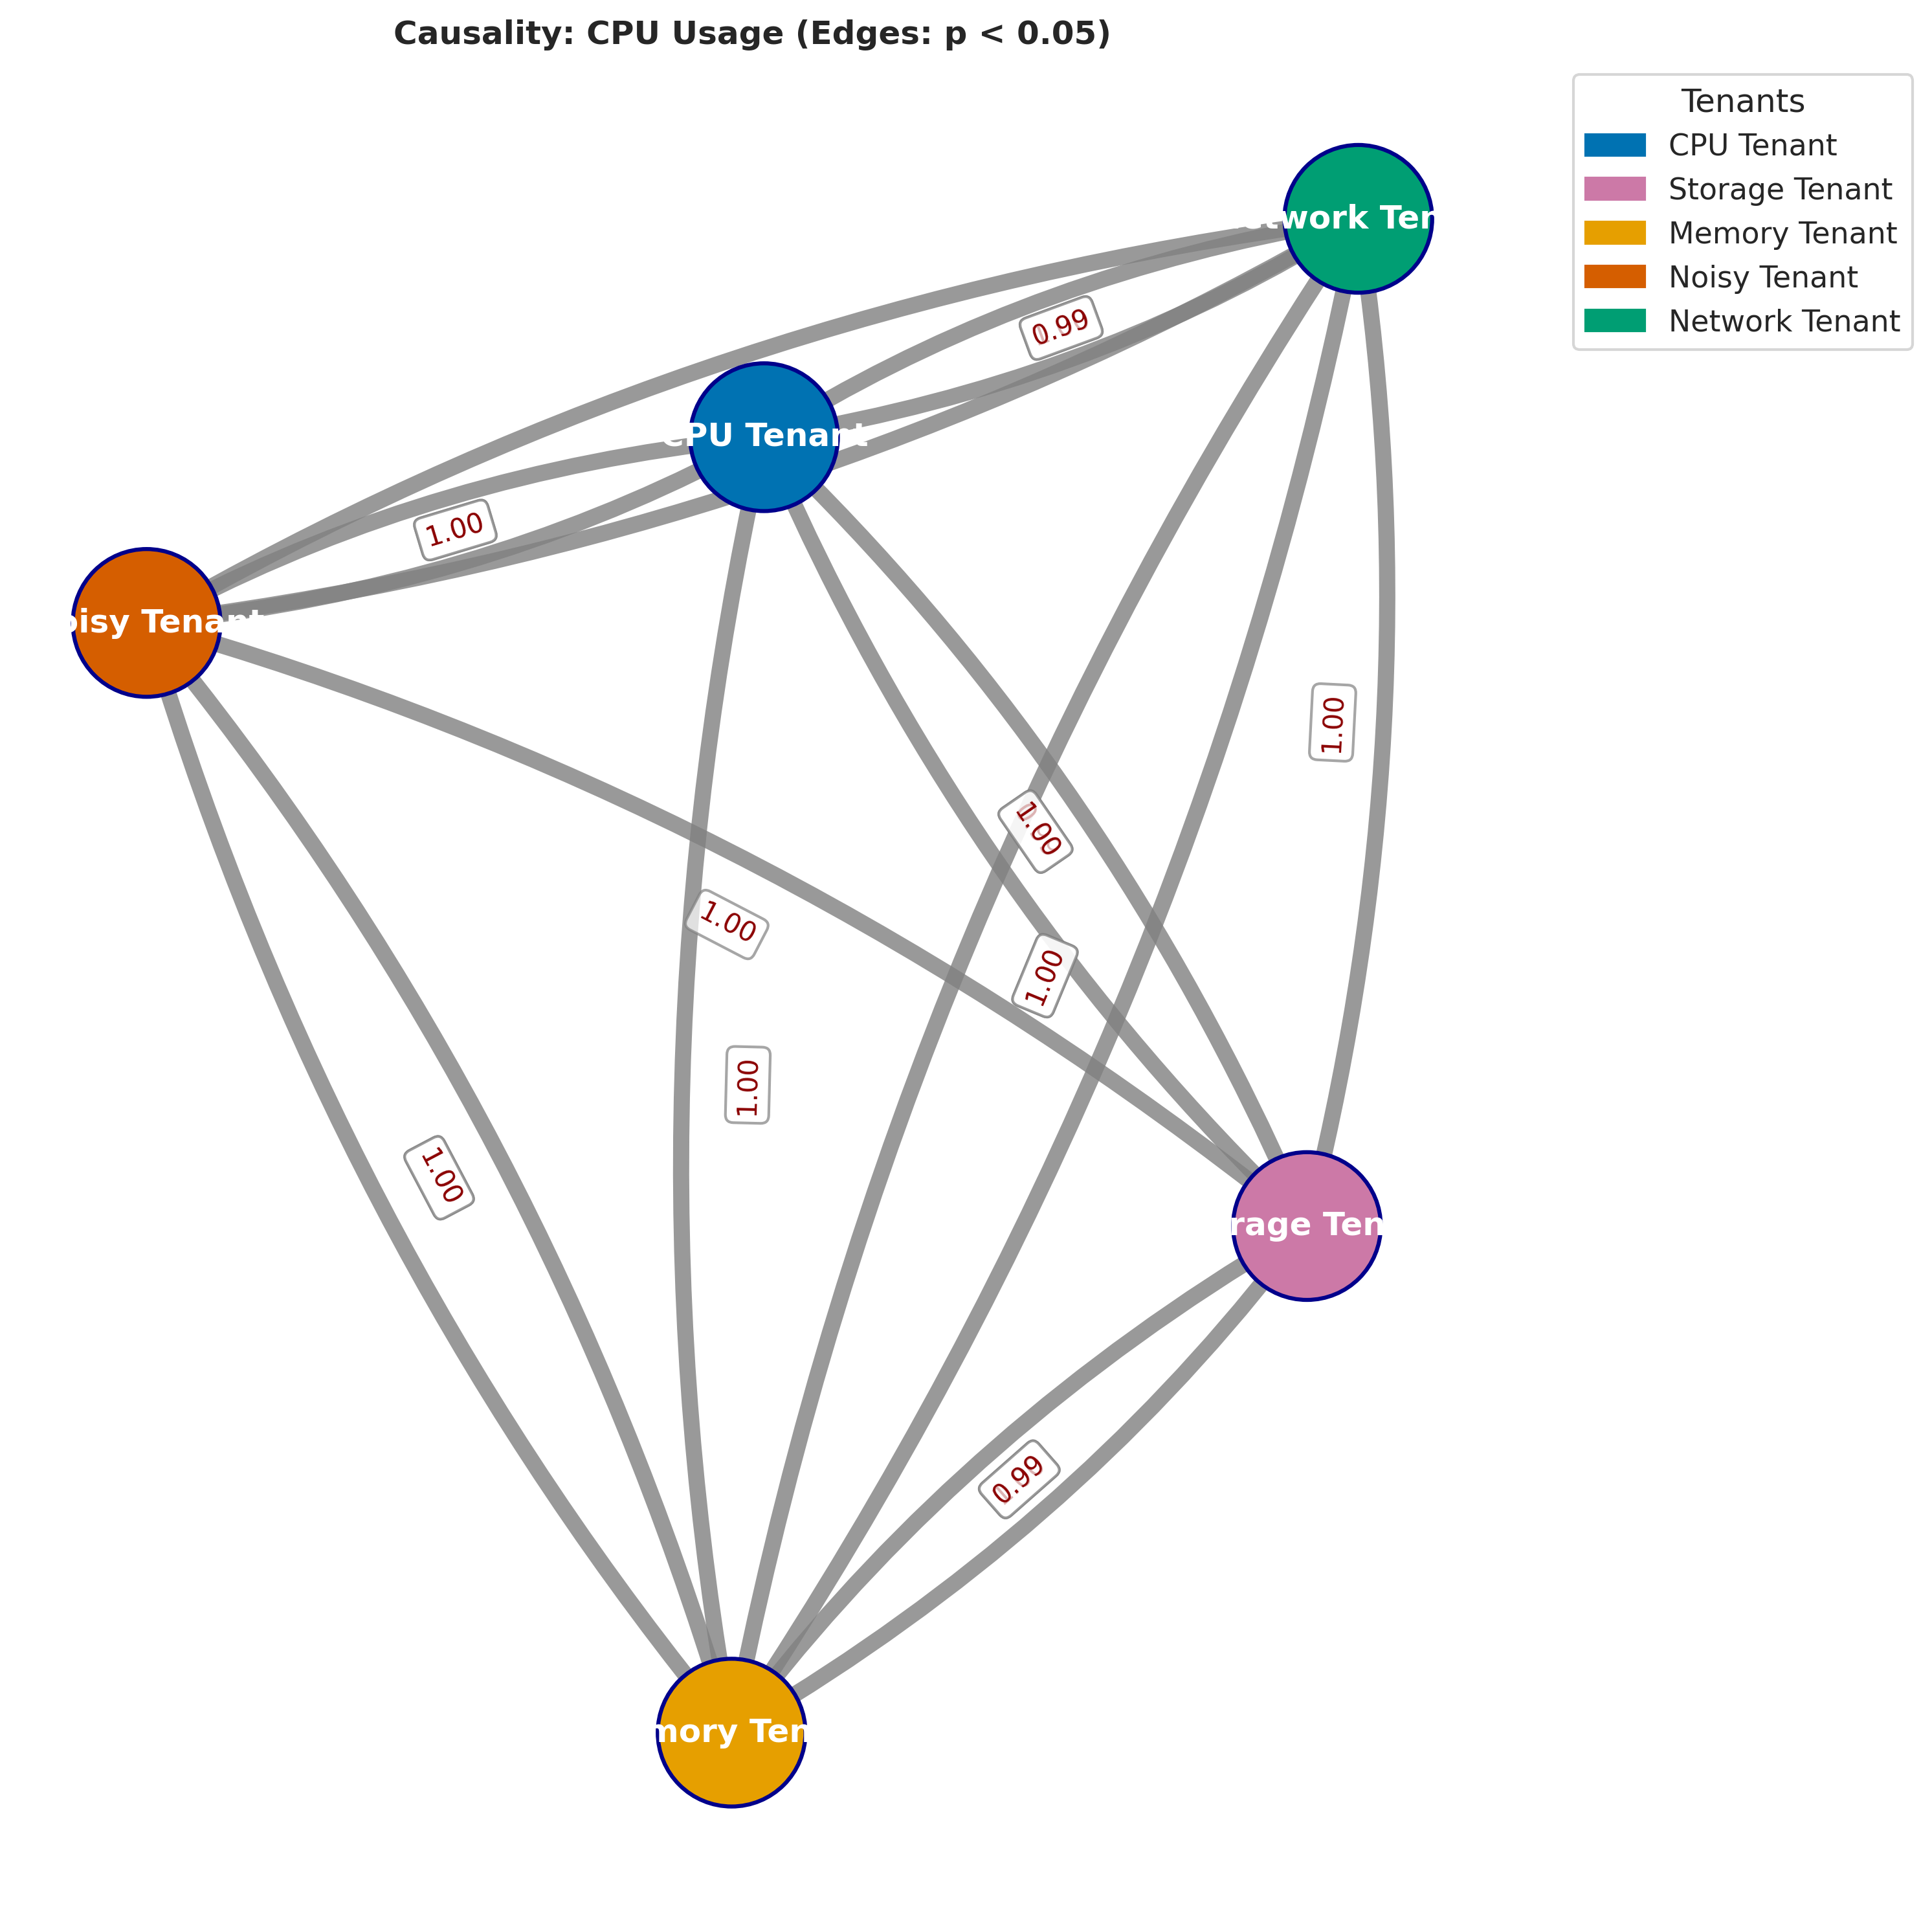 Causality: CPU Usage (Edges: p < 0.05)
Tenants
CPU Tenant
Storage Tenant
Memory Tenant
Noisy Tenant
Network Tenant
twork Ten
0.99
CPU Tenant
1.00
oisy Tenant
1.00
1.00
1.00
1.00
1.00
1.00
rage Ten
0.99
mory Ten